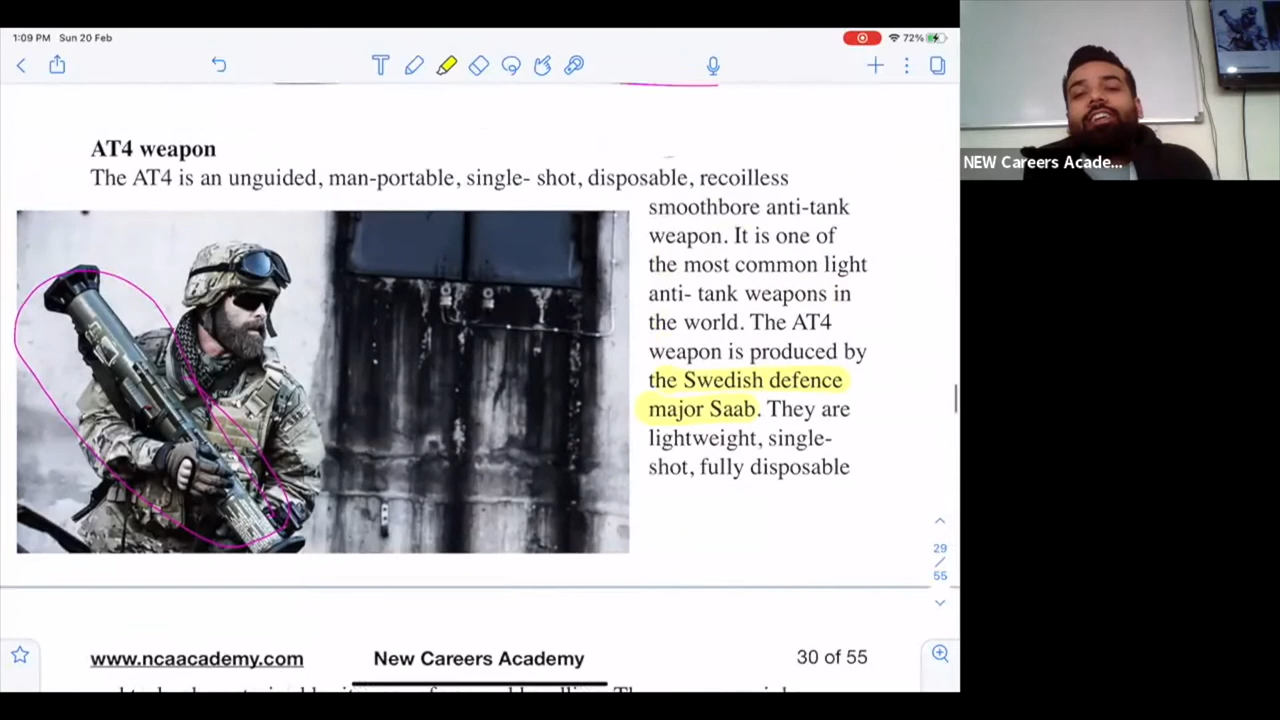 1:09 PM Sun 20 Feb
72%
AT4 weapon
The AT4 is an unguided, man-portable, single- shot, disposable, recoilless
smoothbore anti-tank
weapon. It is one of
the most common light
anti- tank weapons in
the world. The AT4
weapon is produced by
the Swedish defence
major Saab. They are
lightweight, single-
shot, fully disposable
29
/
55
www.ncaacademy.com New Careers Academy 30 of 55
NEW Careers Acade...